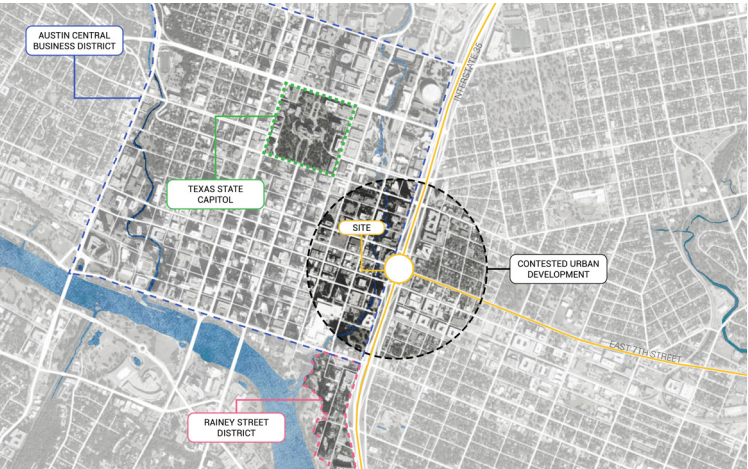 AUSTIN CENTRAL
BUSINESS DISTRICT
INTERSTATE 35
TEXAS STATE
CAPITOL
SITE
CONTESTED URBAN
DEVELOPMENT
EAST 7TH STREET
RAINEY STREET
DISTRICT